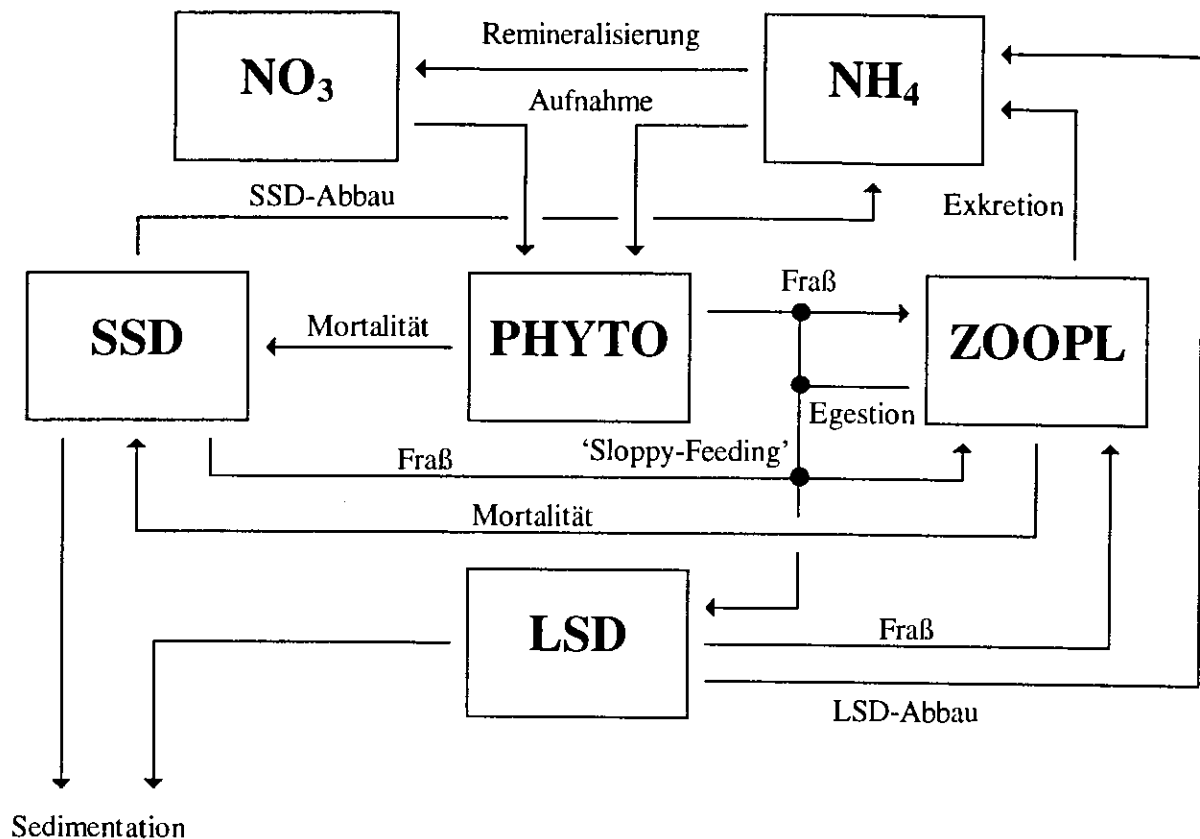 Remineralisierung
NO₃
NH₄
Aufnahme
SSD-Abbau
Exkretion
Fraß
Mortalität
SSD
PHYTO
ZOOPL
Egestion
Fraß
‘Sloppy-Feeding’
Mortalität
LSD
Fraß
LSD-Abbau
Sedimentation